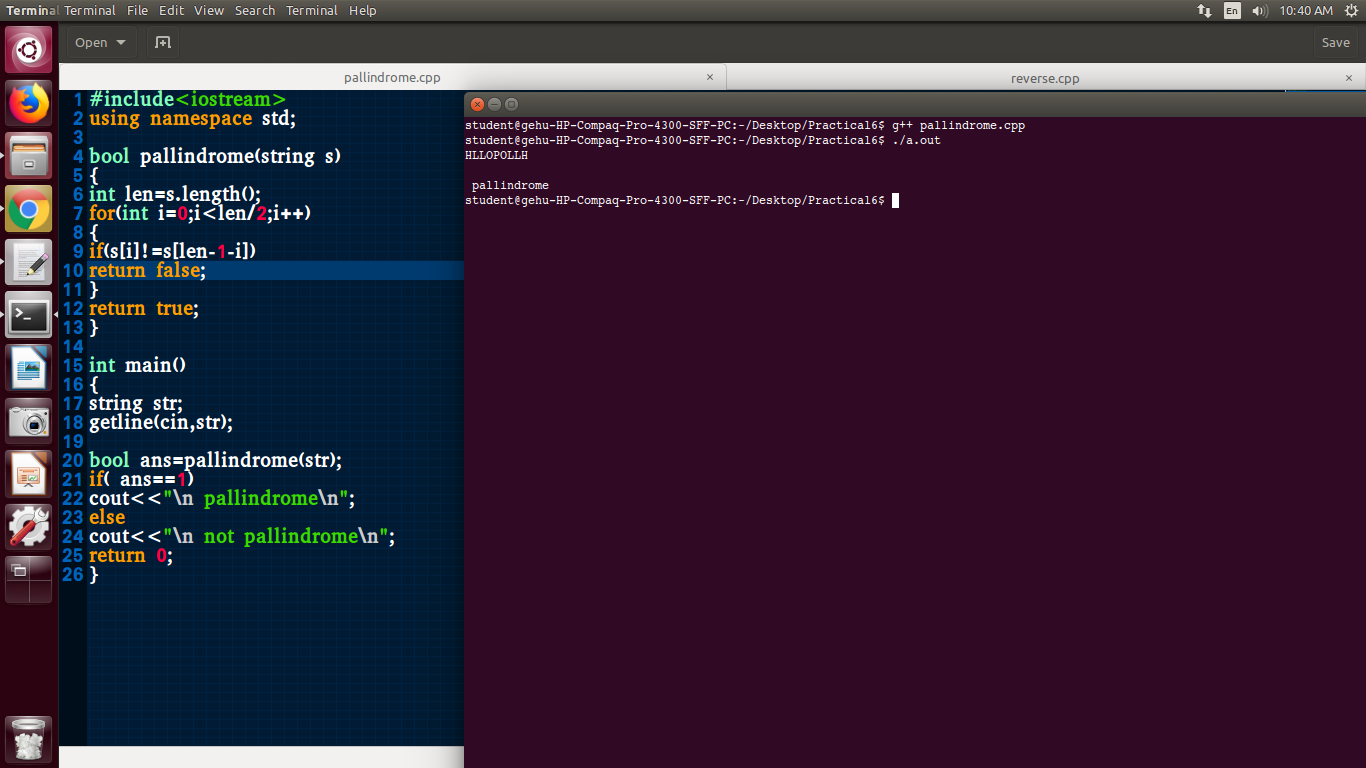 Terminal Terminal File Edit View Search Terminal Help En 10:40 AM
Open Save
pallindrome.cpp × reverse.cpp ×
1 #include<iostream>
2 using namespace std;
3
4 bool pallindrome(string s)
5 {
6 int len=s.length();
7 for(int i=0;i<len/2;i++)
8 {
9 if(s[i]!=s[len-1-i])
10 return false;
11 }
12 return true;
13 }
14
15 int main()
16 {
17 string str;
18 getline(cin,str);
19
20 bool ans=pallindrome(str);
21 if( ans==1)
22 cout<<"\n pallindrome\n";
23 else
24 cout<<"\n not pallindrome\n";
25 return 0;
26 }
student@gehu-HP-Compaq-Pro-4300-SFF-PC:~/Desktop/Practical6$ g++ pallindrome.cpp
student@gehu-HP-Compaq-Pro-4300-SFF-PC:~/Desktop/Practical6$ ./a.out
HLLOPOLLH
pallindrome
student@gehu-HP-Compaq-Pro-4300-SFF-PC:~/Desktop/Practical6$